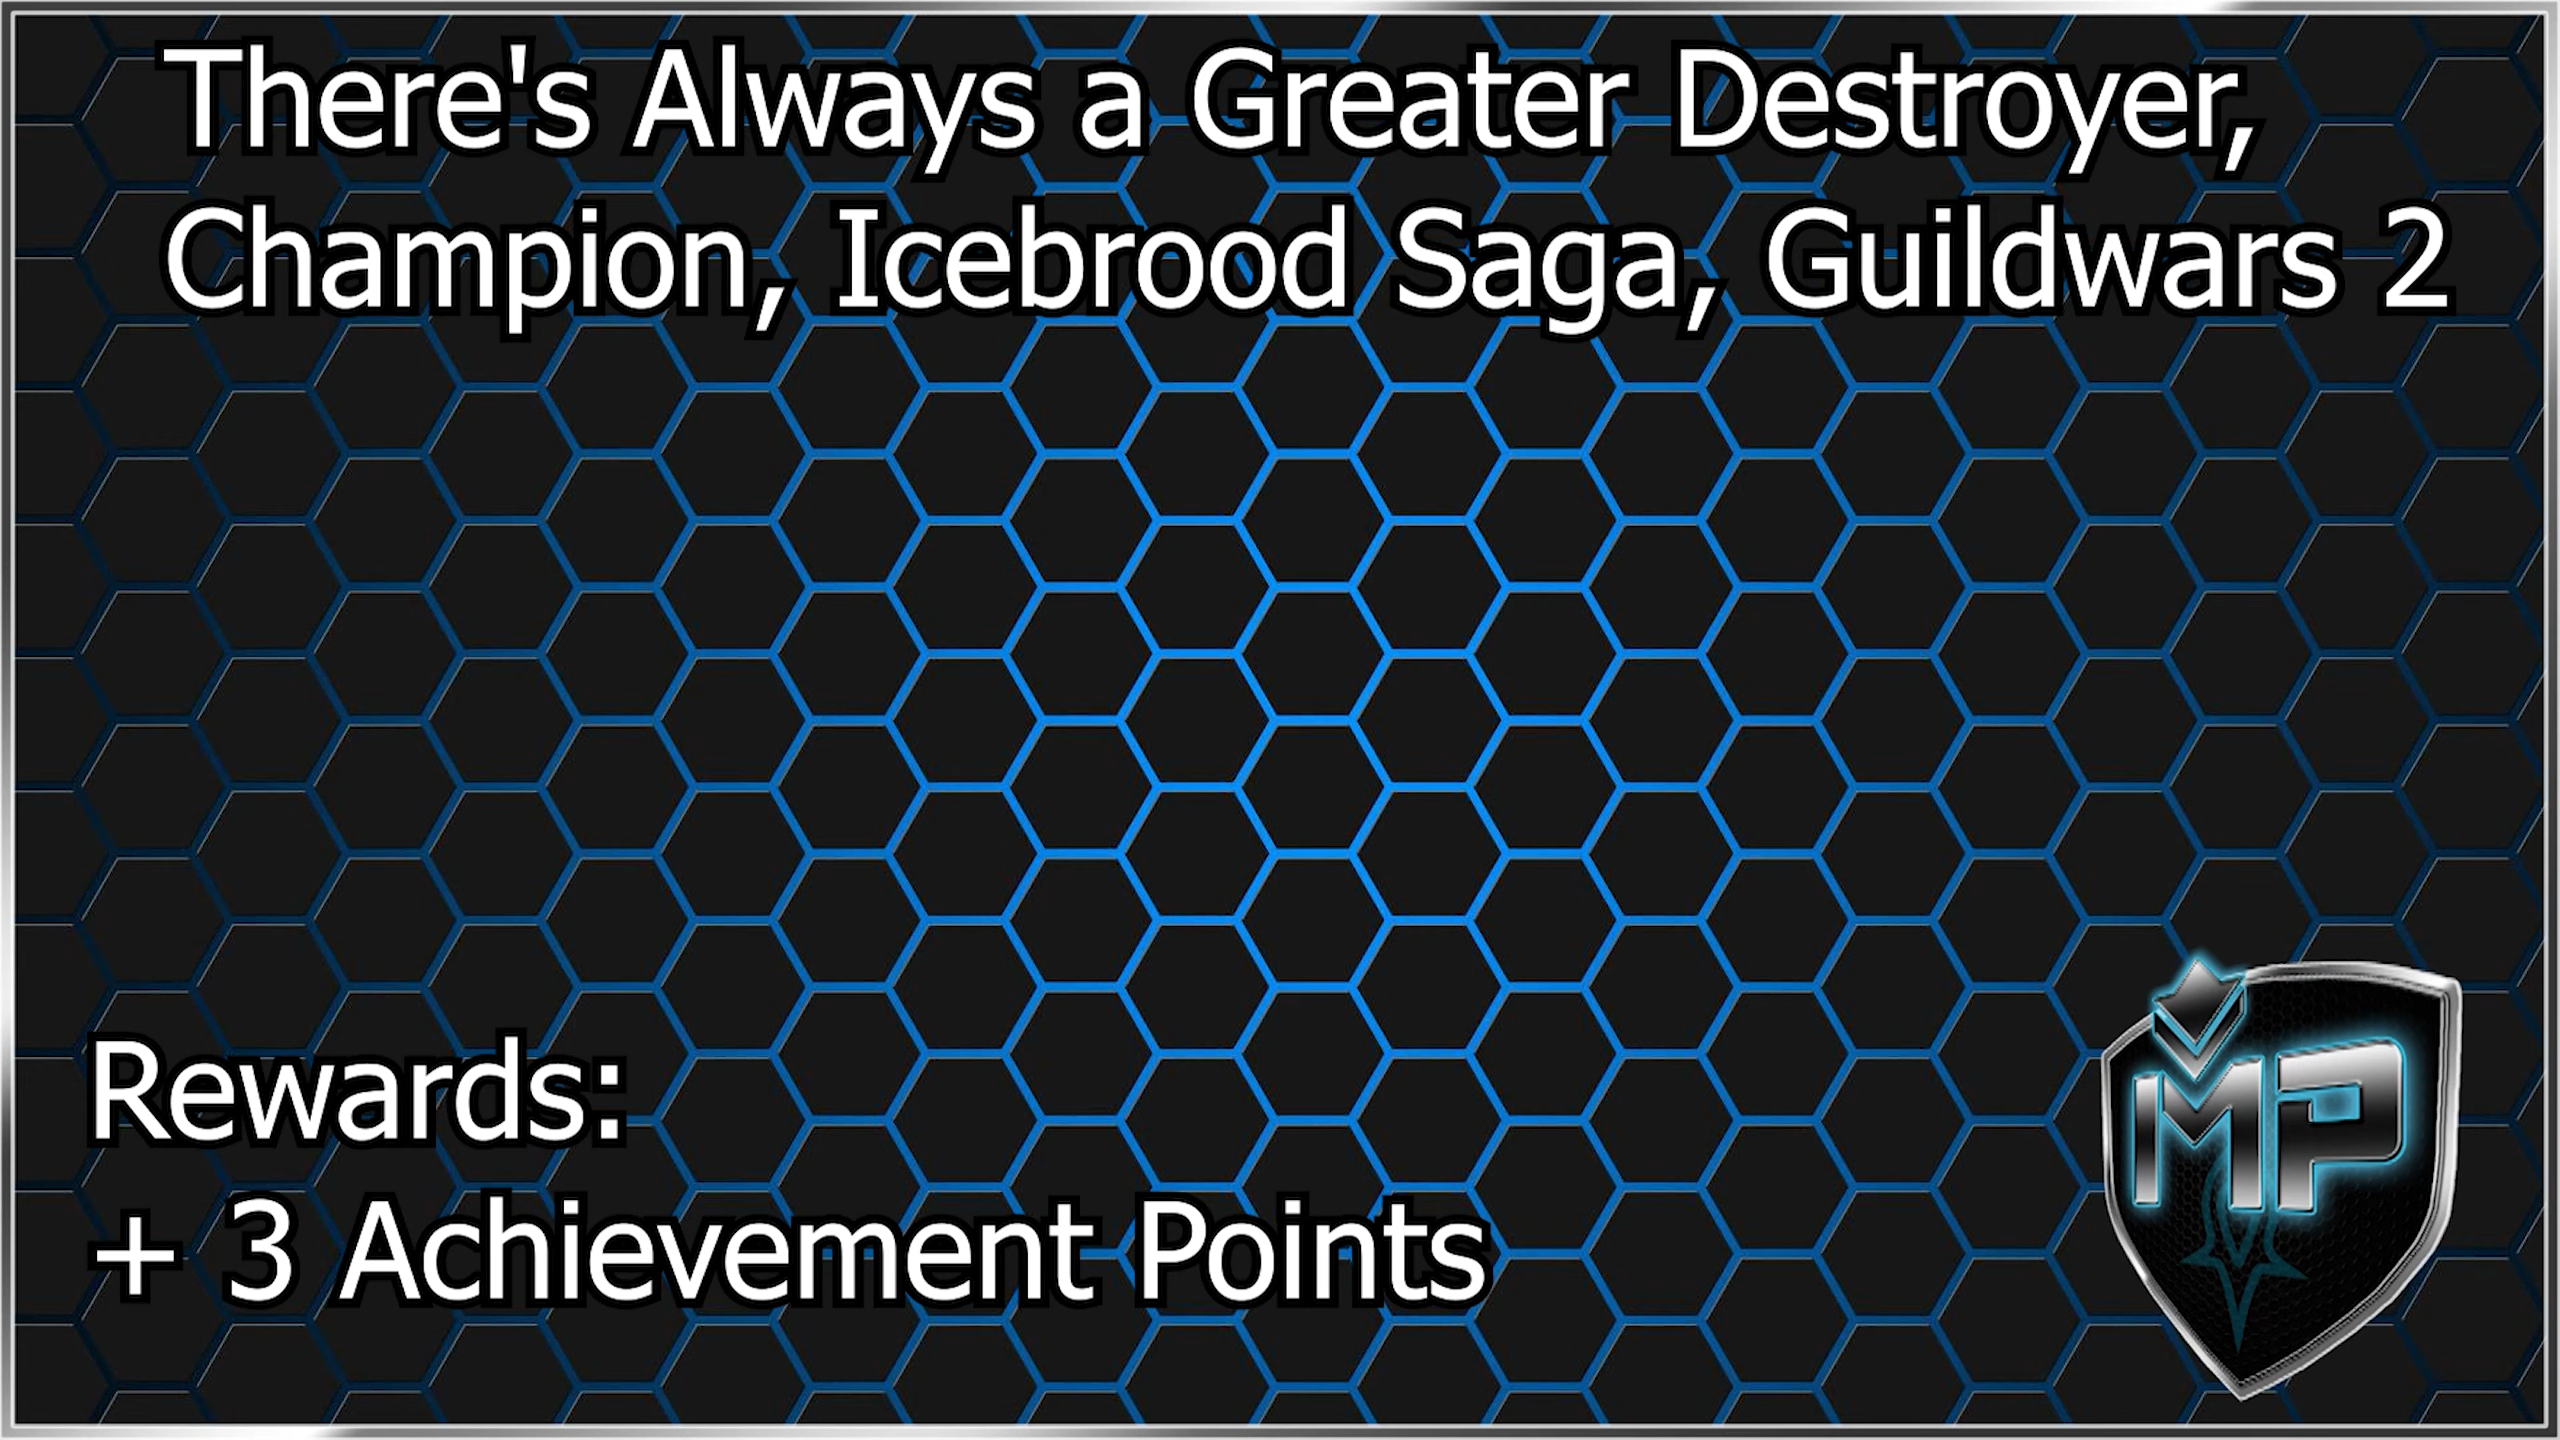 There's Always a Greater Destroyer,
Champion, Icebrood Saga, Guildwars 2
Rewards:
+ 3 Achievement Points
MP